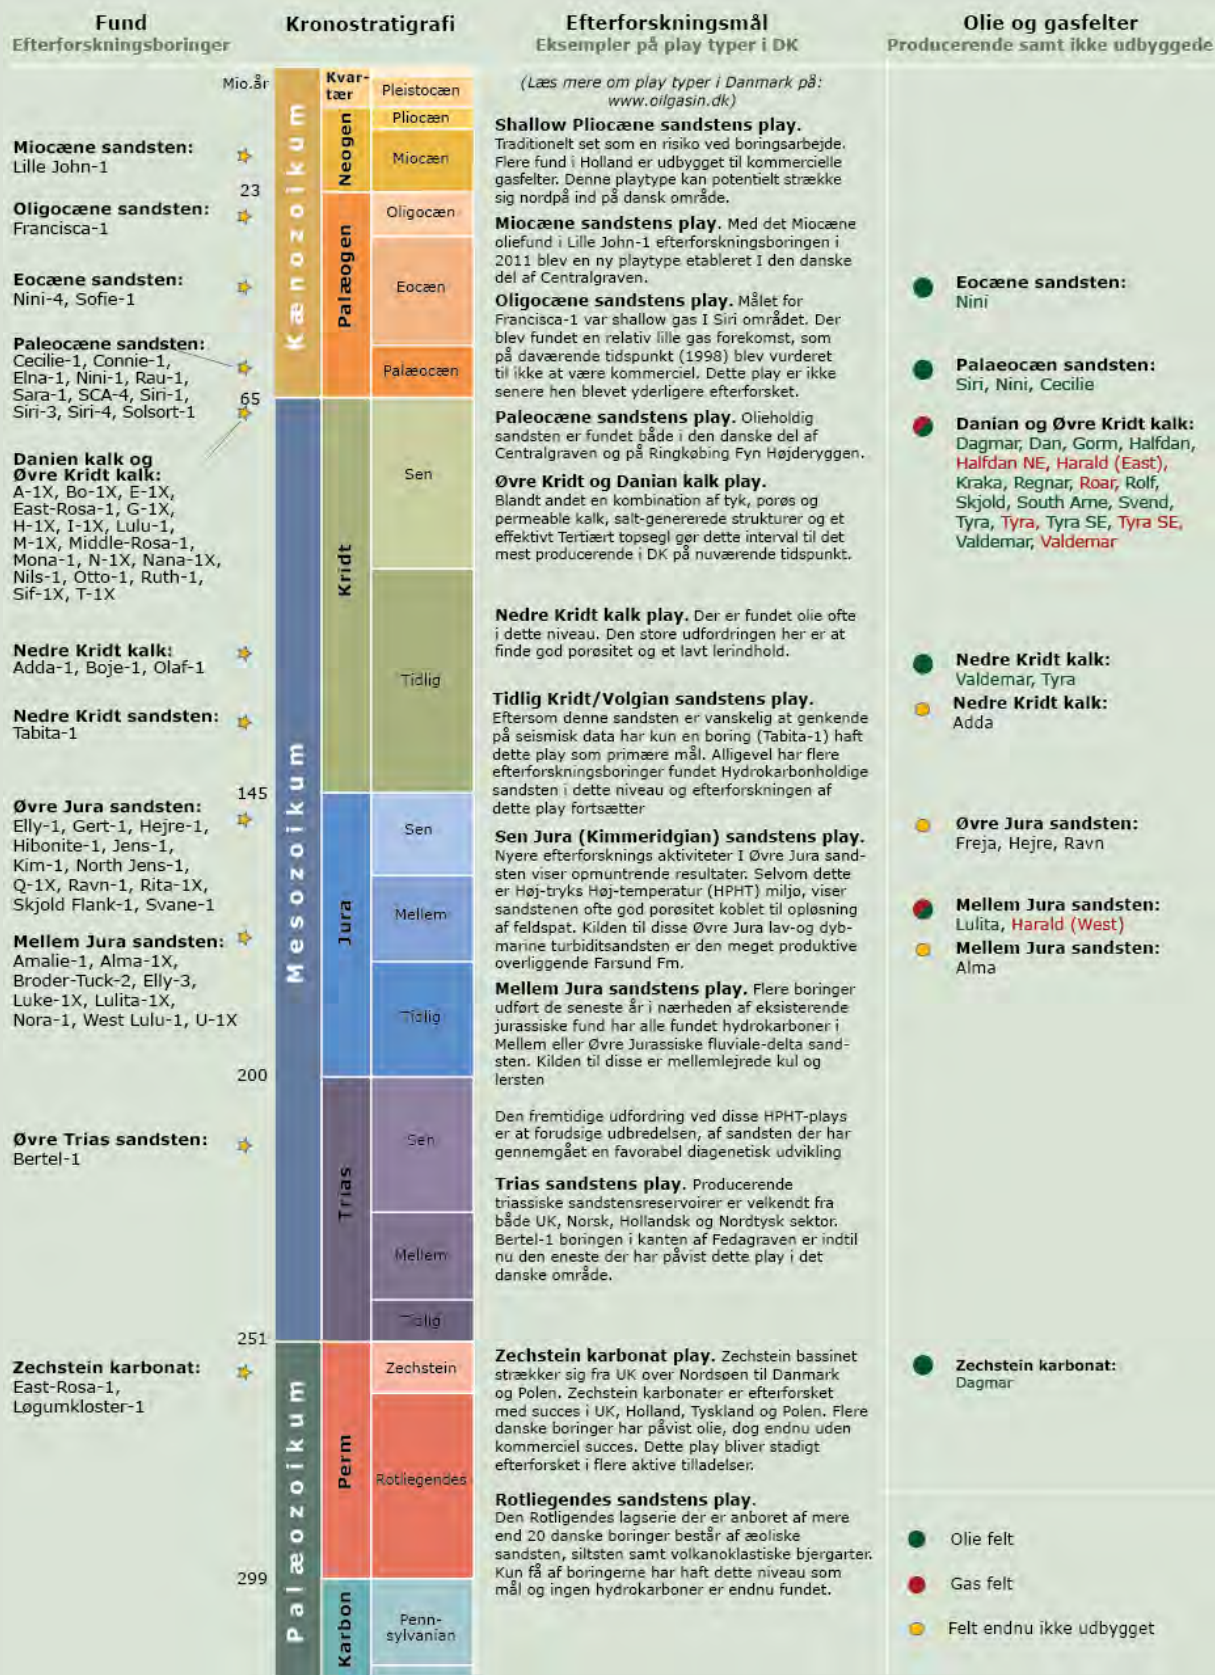 Fund
Efterforskningsboringer
Miocæne sandsten:
Lille John-1
Oligocæne sandsten:
Francisca-1
Eocæne sandsten:
Nini-4, Sofie-1
Paleocæne sandsten:
Cecilie-1, Connie-1,
Elna-1, Nini-1, Rau-1,
Sara-1, SCA-4, Siri-1,
Siri-3, Siri-4, Solsort-1
Danien kalk og
Øvre Kridt kalk:
A-1X, Bo-1X, E-1X,
East-Rosa-1, G-1X,
H-1X, I-1X, Lulu-1,
M-1X, Middle-Rosa-1,
Mona-1, N-1X, Nana-1X,
Nils-1, Otto-1, Ruth-1,
Sif-1X, T-1X
Nedre Kridt kalk:
Adda-1, Boje-1, Olaf-1
Nedre Kridt sandsten:
Tabita-1
Øvre Jura sandsten:
Elly-1, Gert-1, Hejre-1,
Hibonite-1, Jens-1,
Kim-1, North Jens-1,
Q-1X, Ravn-1, Rita-1X,
Skjold Flank-1, Svane-1
Mellem Jura sandsten:
Amalie-1, Alma-1X,
Broder-Tuck-2, Elly-3,
Luke-1X, Lulita-1X,
Nora-1, West Lulu-1, U-1X
Øvre Trias sandsten:
Bertel-1
Zechstein karbonat:
East-Rosa-1,
Løgumkloster-1
Kronostratigrafi
Mio.år
23
65
145
200
251
299
Kænozoikum
Mesozoikum
Palæozoikum
Kvar-
tær
Neogen
Palæogen
Kridt
Jura
Trias
Perm
Karbon
Pleistocæn
Pliocæn
Miocæn
Oligocæn
Eocæn
Palæocæn
Sen
Tidlig
Sen
Mellem
Tidlig
Sen
Mellem
Tidlig
Zechstein
Rotliegendes
Penn-
sylvanian
Efterforskningsmål
Eksempler på play typer i DK
(Læs mere om play typer i Danmark på:
www.oilgasin.dk)
Shallow Pliocæne sandstens play.
Traditionelt set som en risiko ved boringsarbejde.
Flere fund i Holland er udbygget til kommercielle
gasfelter. Denne playtype kan potentielt strække
sig nordpå ind på dansk område.
Miocæne sandstens play. Med det Miocæne
oliefund i Lille John-1 efterforskningsboringen i
2011 blev en ny playtype etableret I den danske
del af Centralgraven.
Oligocæne sandstens play. Målet for
Francisca-1 var shallow gas I Siri området. Der
blev fundet en relativ lille gas forekomst, som
på daværende tidspunkt (1998) blev vurderet
til ikke at være kommerciel. Dette play er ikke
senere hen blevet yderligere efterforsket.
Paleocæne sandstens play. Olieholdig
sandsten er fundet både i den danske del af
Centralgraven og på Ringkøbing Fyn Højderyggen.
Øvre Kridt og Danian kalk play.
Blandt andet en kombination af tyk, porøs og
permeable kalk, salt-genererede strukturer og et
effektivt Tertiært topsegl gør dette interval til det
mest producerende i DK på nuværende tidspunkt.
Nedre Kridt kalk play. Der er fundet olie ofte
i dette niveau. Den store udfordringen her er at
finde god porøsitet og et lavt lerindhold.
Tidlig Kridt/Volgian sandstens play.
Eftersom denne sandsten er vanskelig at genkende
på seismisk data har kun en boring (Tabita-1) haft
dette play som primære mål. Alligevel har flere
efterforskningsboringer fundet Hydrokarbonholdige
sandsten i dette niveau og efterforskningen af
dette play fortsætter
Sen Jura (Kimmeridgian) sandstens play.
Nyere efterforsknings aktiviteter I Øvre Jura sand-
sten viser opmuntrende resultater. Selvom dette
er Høj-tryks Høj-temperatur (HPHT) miljø, viser
sandstenen ofte god porøsitet koblet til opløsning
af feldspat. Kilden til disse Øvre Jura lav-og dyb-
marine turbiditsandsten er den meget produktive
overliggende Farsund Fm.
Mellem Jura sandstens play. Flere boringer
udført de seneste år i nærheden af eksisterende
jurassiske fund har alle fundet hydrokarboner i
Mellem eller Øvre Jurassiske fluviale-delta sand-
sten. Kilden til disse er mellemlejrede kul og
lersten
Den fremtidige udfordring ved disse HPHT-plays
er at forudsige udbredelsen, af sandsten der har
gennemgået en favorabel diagenetisk udvikling
Trias sandstens play. Producerende
triassiske sandstensreservoirer er velkendt fra
både UK, Norsk, Hollandsk og Nordtysk sektor.
Bertel-1 boringen i kanten af Fedagraven er indtil
nu den eneste der har påvist dette play i det
danske område.
Zechstein karbonat play. Zechstein bassinet
strækker sig fra UK over Nordsøen til Danmark
og Polen. Zechstein karbonater er efterforsket
med succes i UK, Holland, Tyskland og Polen. Flere
danske boringer har påvist olie, dog endnu uden
kommerciel succes. Dette play bliver stadigt
efterforsket i flere aktive tilladelser.
Rotliegendes sandstens play.
Den Rotligendes lagserie der er anboret af mere
end 20 danske boringer består af æoliske
sandsten, siltsten samt volkanoklastiske bjergarter.
Kun få af boringerne har haft dette niveau som
mål og ingen hydrokarboner er endnu fundet.
Olie og gasfelter
Producerende samt ikke udbyggede
Eocæne sandsten:
Nini
Palaeocæn sandsten:
Siri, Nini, Cecilie
Danian og Øvre Kridt kalk:
Dagmar, Dan, Gorm, Halfdan,
Halfdan NE, Harald (East),
Kraka, Regnar, Roar, Rolf,
Skjold, South Arne, Svend,
Tyra, Tyra, Tyra SE, Tyra SE,
Valdemar, Valdemar
Nedre Kridt kalk:
Valdemar, Tyra
Nedre Kridt kalk:
Adda
Øvre Jura sandsten:
Freja, Hejre, Ravn
Mellem Jura sandsten:
Lulita, Harald (West)
Mellem Jura sandsten:
Alma
Zechstein karbonat:
Dagmar
Olie felt
Gas felt
Felt endnu ikke udbygget